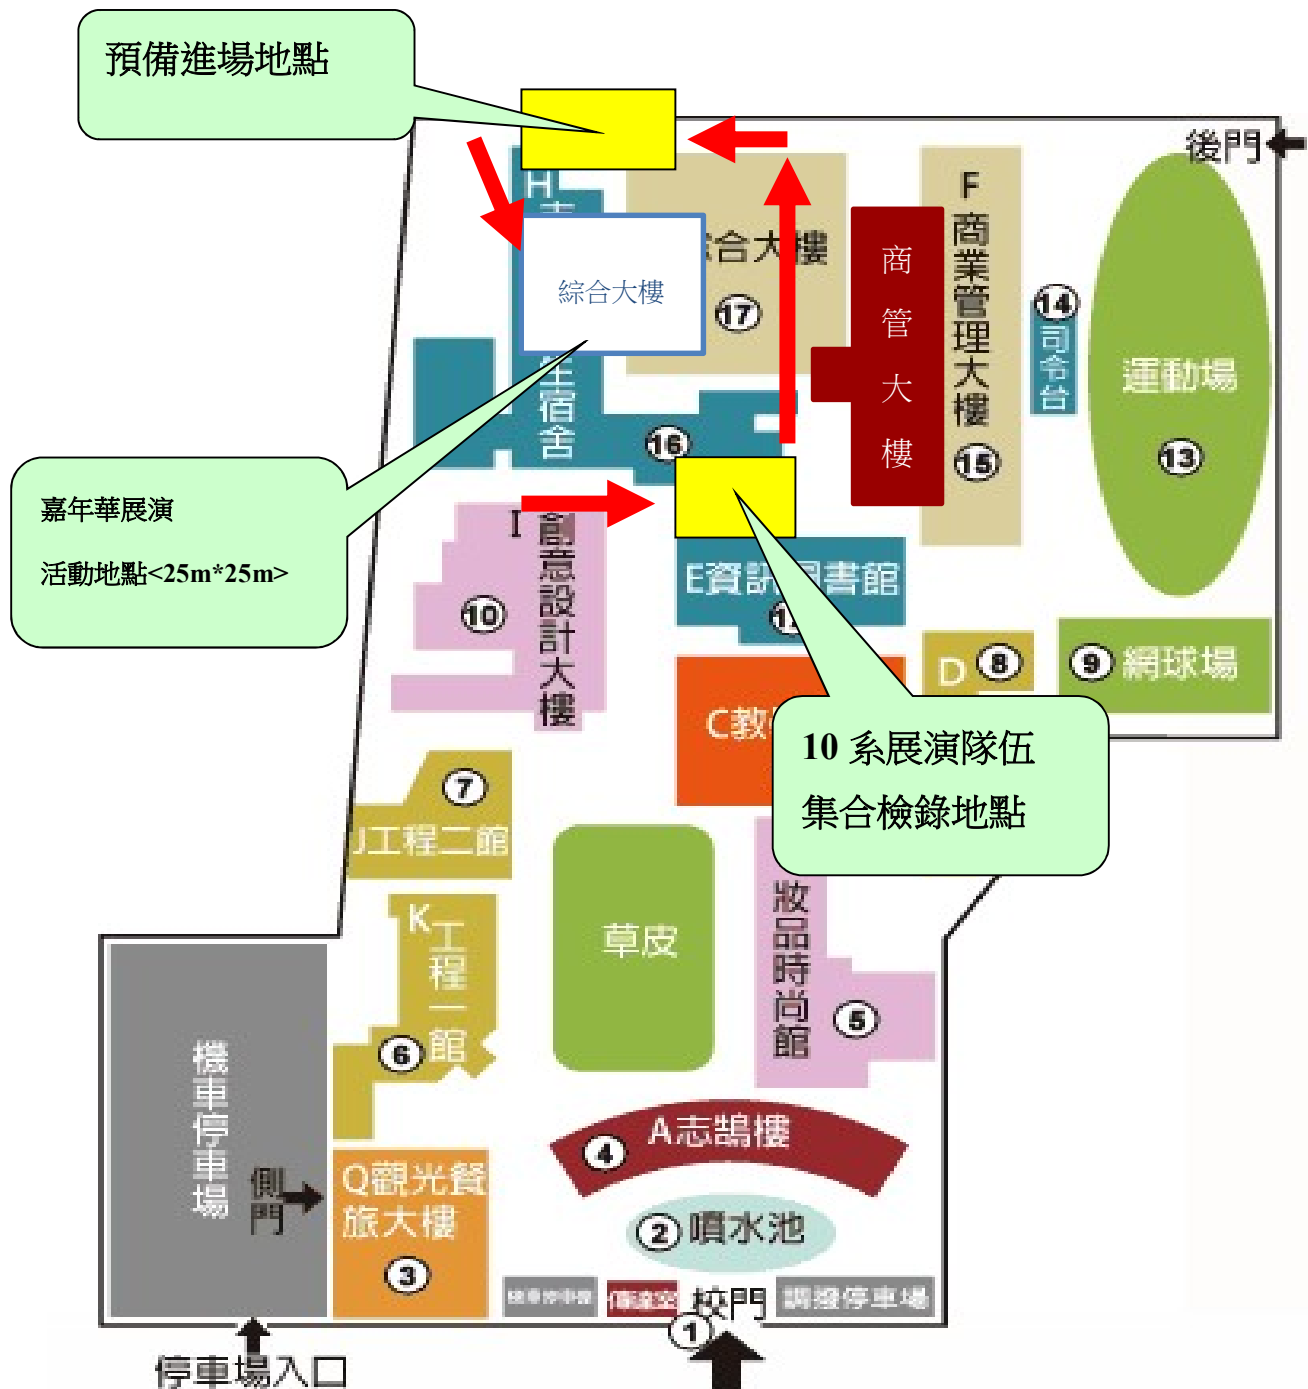 預備進場地點
後門
H
綜合大樓
合大樓
17
商管大樓
F商業管理大樓
15
14
司令台
運動場
13
生宿舍
16
嘉年華展演
活動地點<25m*25m>
I創意設計大樓
10
E資訊圖書館
D
8
9
網球場
C教
10 系展演隊伍
集合檢錄地點
7
J工程二館
K工程一館
6
草皮
妝品時尚館
5
機車停車場
側門
Q觀光餐
旅大樓
3
A志鵠樓
4
2
噴水池
校門
1
調撥停車場
停車場入口